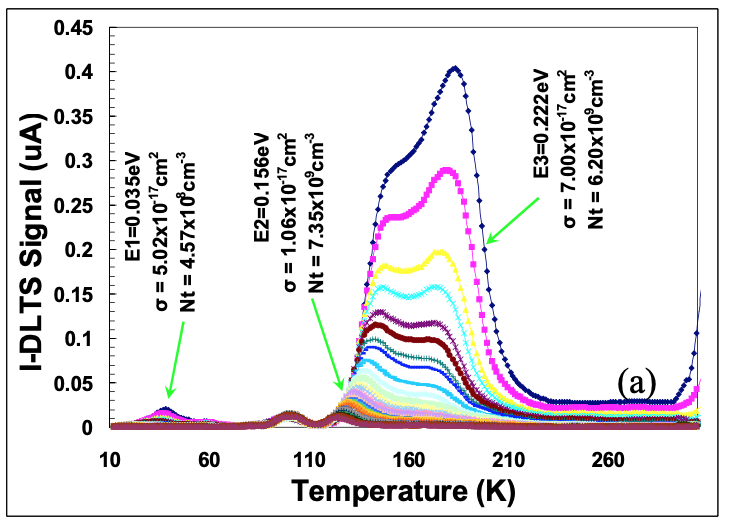 0.45
0.4
0.35
0.3
0.25
0.2
0.15
0.1
0.05
0
I-DLTS Signal (uA)
E1=0.035eV
σ = 5.02x10⁻¹⁷cm²
Nt = 4.57x10⁸cm⁻³
E2=0.156eV
σ = 1.06x10⁻¹⁷cm²
Nt = 7.35x10⁹cm⁻³
E3=0.222eV
σ = 7.00x10⁻¹⁷cm²
Nt = 6.20x10⁹cm⁻³
(a)
10 60 110 160 210 260
Temperature (K)